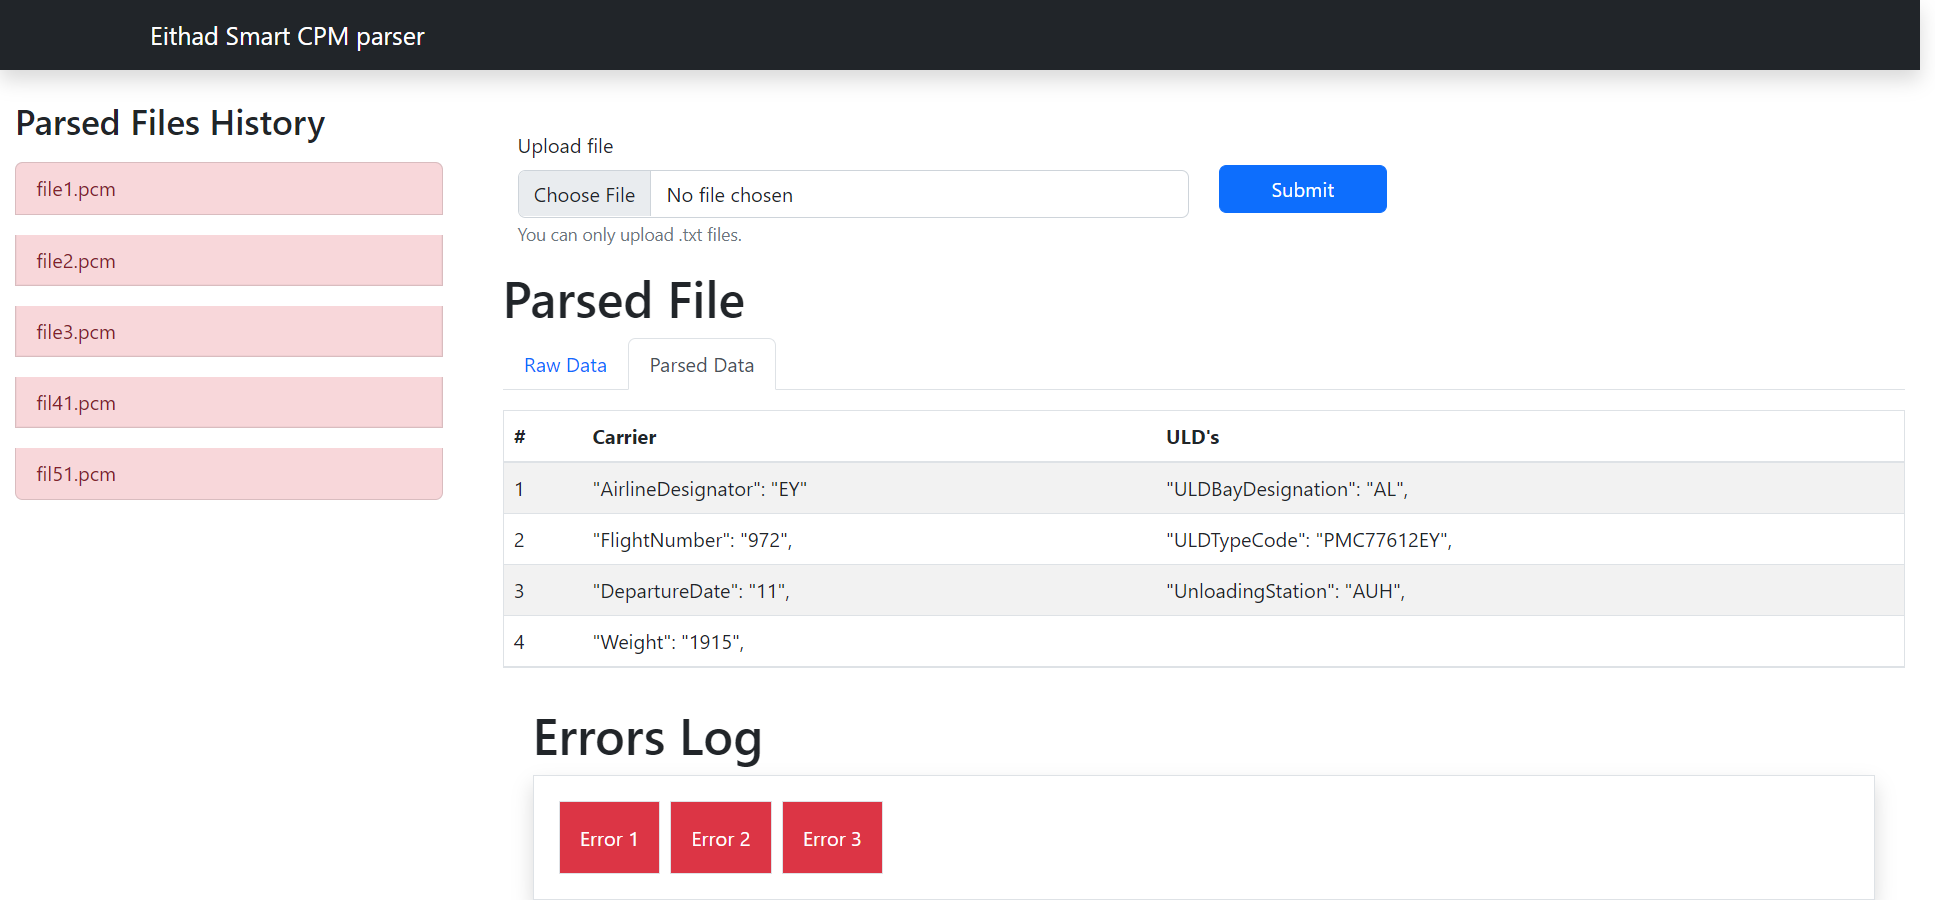 Eithad Smart CPM parser
Parsed Files History
file1.pcm
file2.pcm
file3.pcm
fil41.pcm
fil51.pcm
Upload file
Choose File No file chosen
Submit
You can only upload .txt files.
Parsed File
Raw Data Parsed Data
# Carrier ULD's
1 "AirlineDesignator": "EY" "ULDBayDesignation": "AL",
2 "FlightNumber": "972", "ULDTypeCode": "PMC77612EY",
3 "DepartureDate": "11", "UnloadingStation": "AUH",
4 "Weight": "1915",
Errors Log
Error 1 Error 2 Error 3